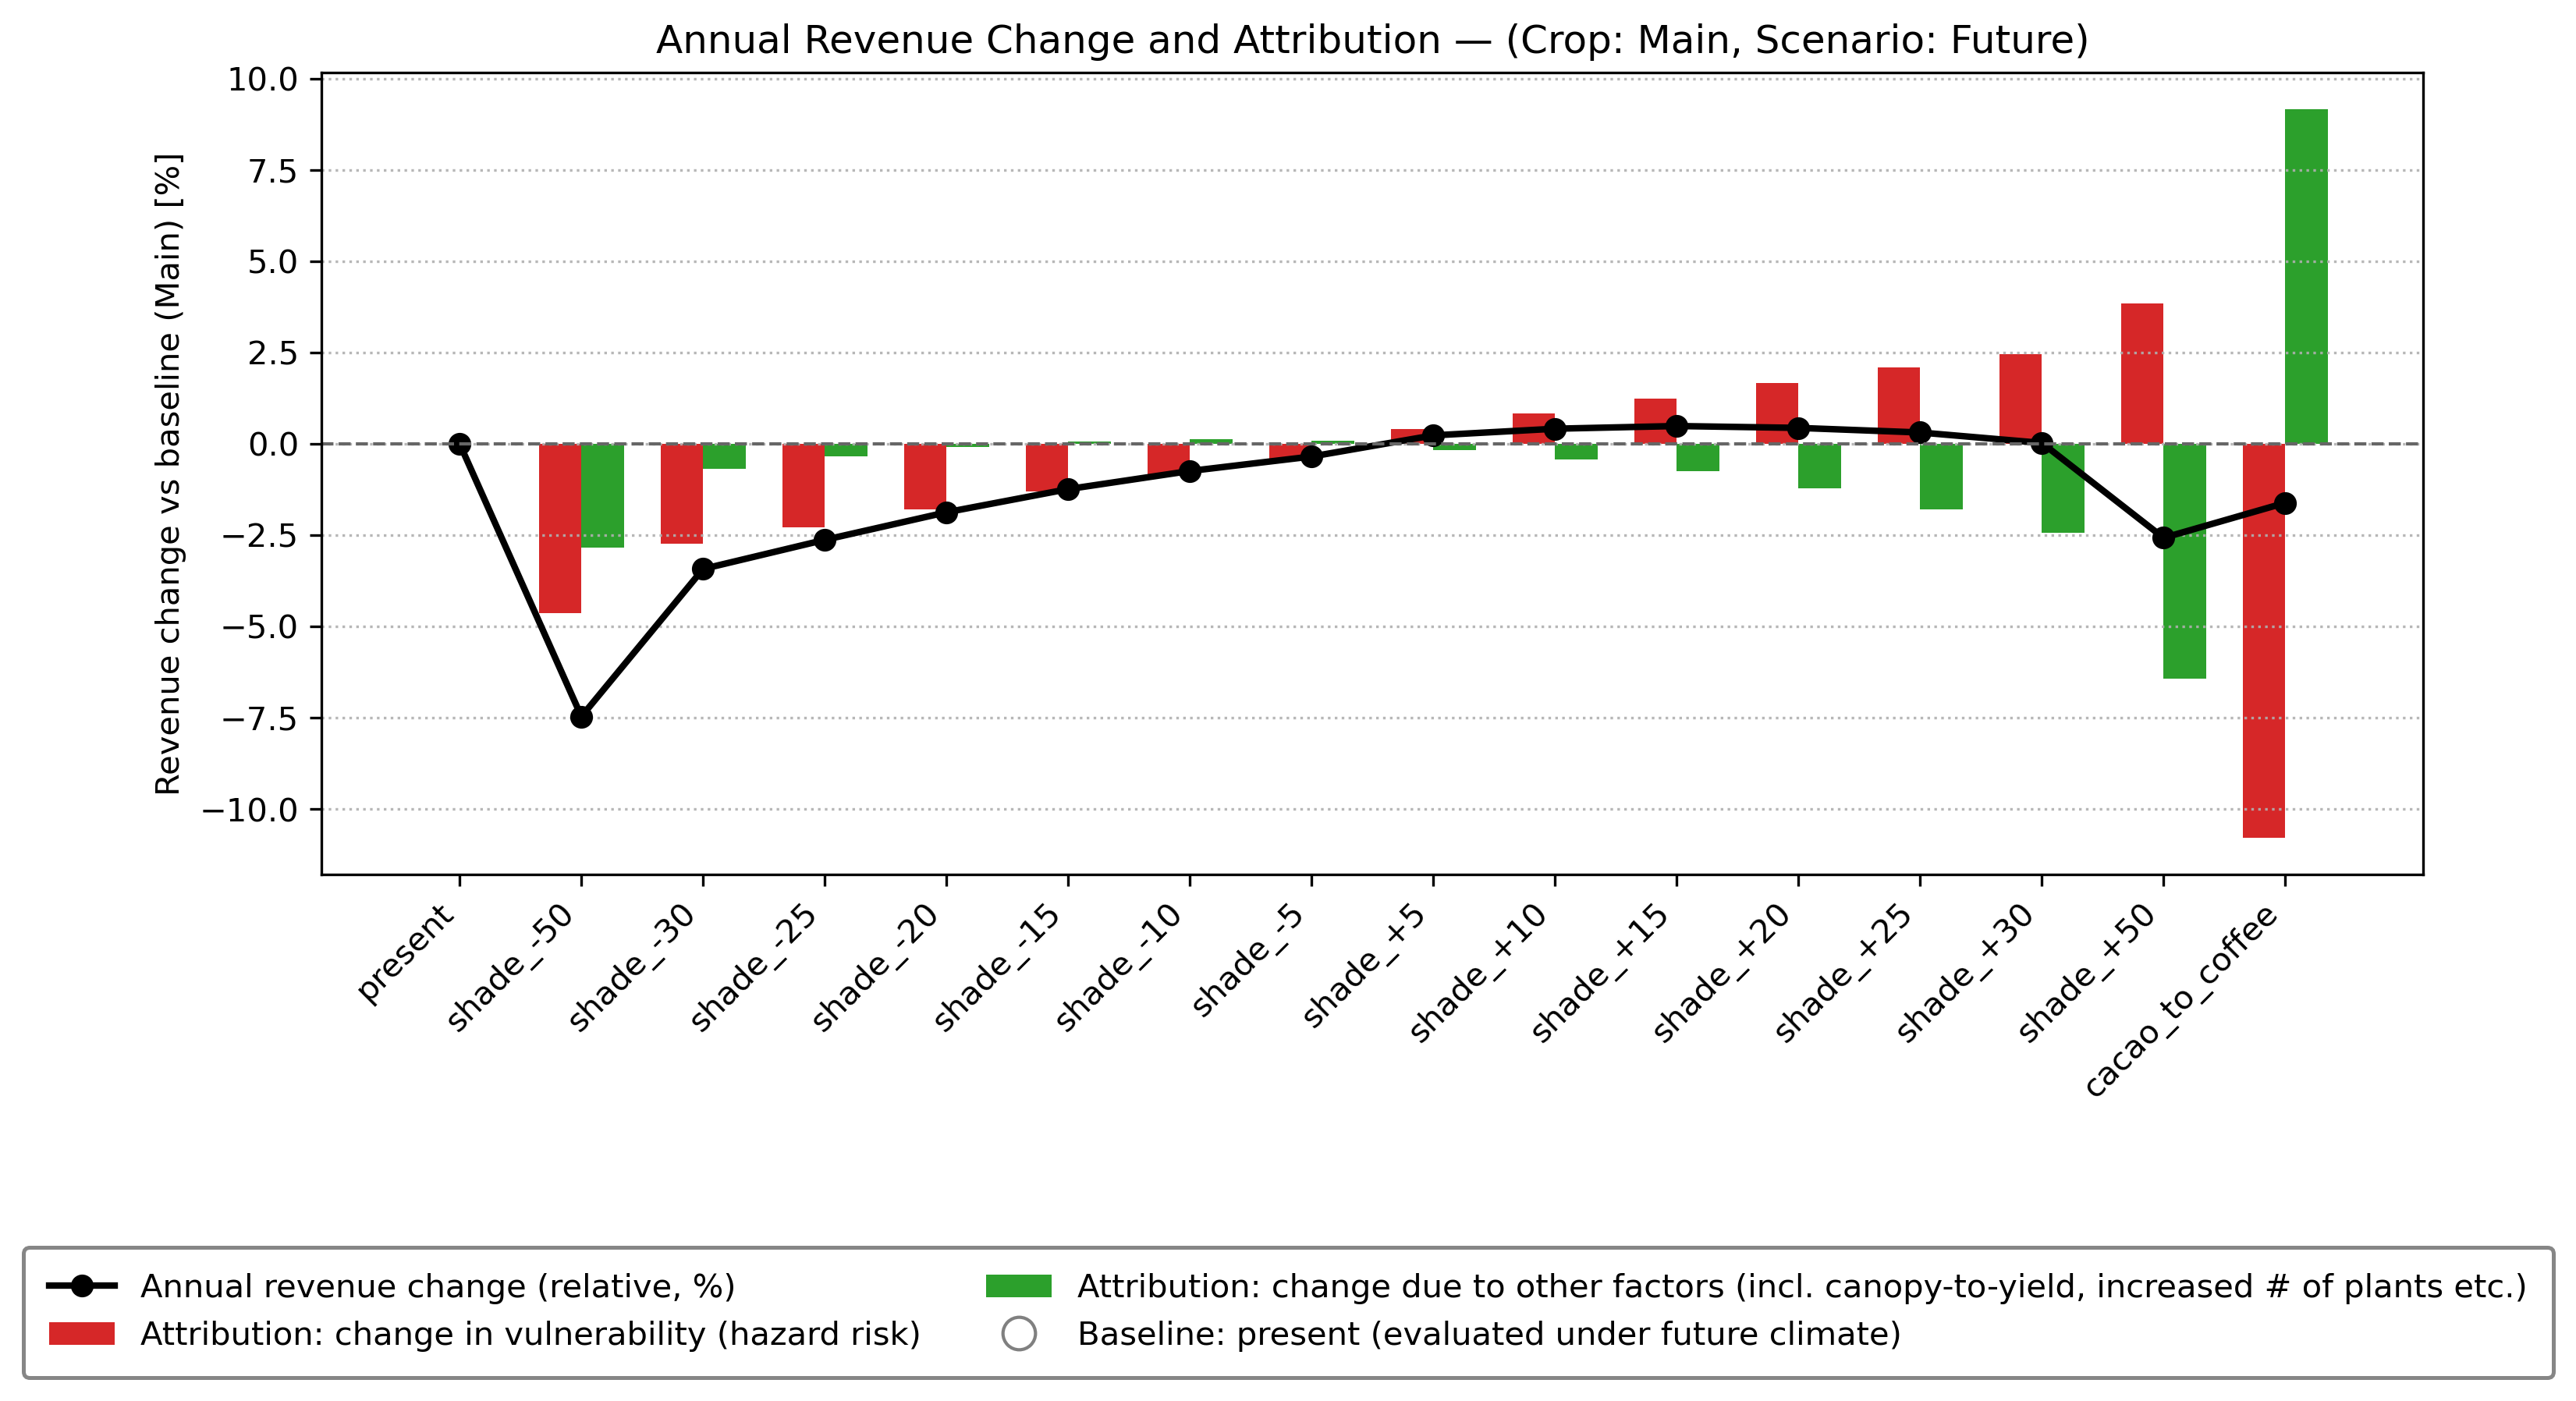 Annual Revenue Change and Attribution — (Crop: Main, Scenario: Future)
Revenue change vs baseline (Main) [%]
10.0
7.5
5.0
2.5
0.0
−2.5
−5.0
−7.5
−10.0
present
shade_-50
shade_-30
shade_-25
shade_-20
shade_-15
shade_-10
shade_-5
shade_+5
shade_+10
shade_+15
shade_+20
shade_+25
shade_+30
shade_+50
cacao_to_coffee
Annual revenue change (relative, %)
Attribution: change in vulnerability (hazard risk)
Attribution: change due to other factors (incl. canopy-to-yield, increased # of plants etc.)
Baseline: present (evaluated under future climate)